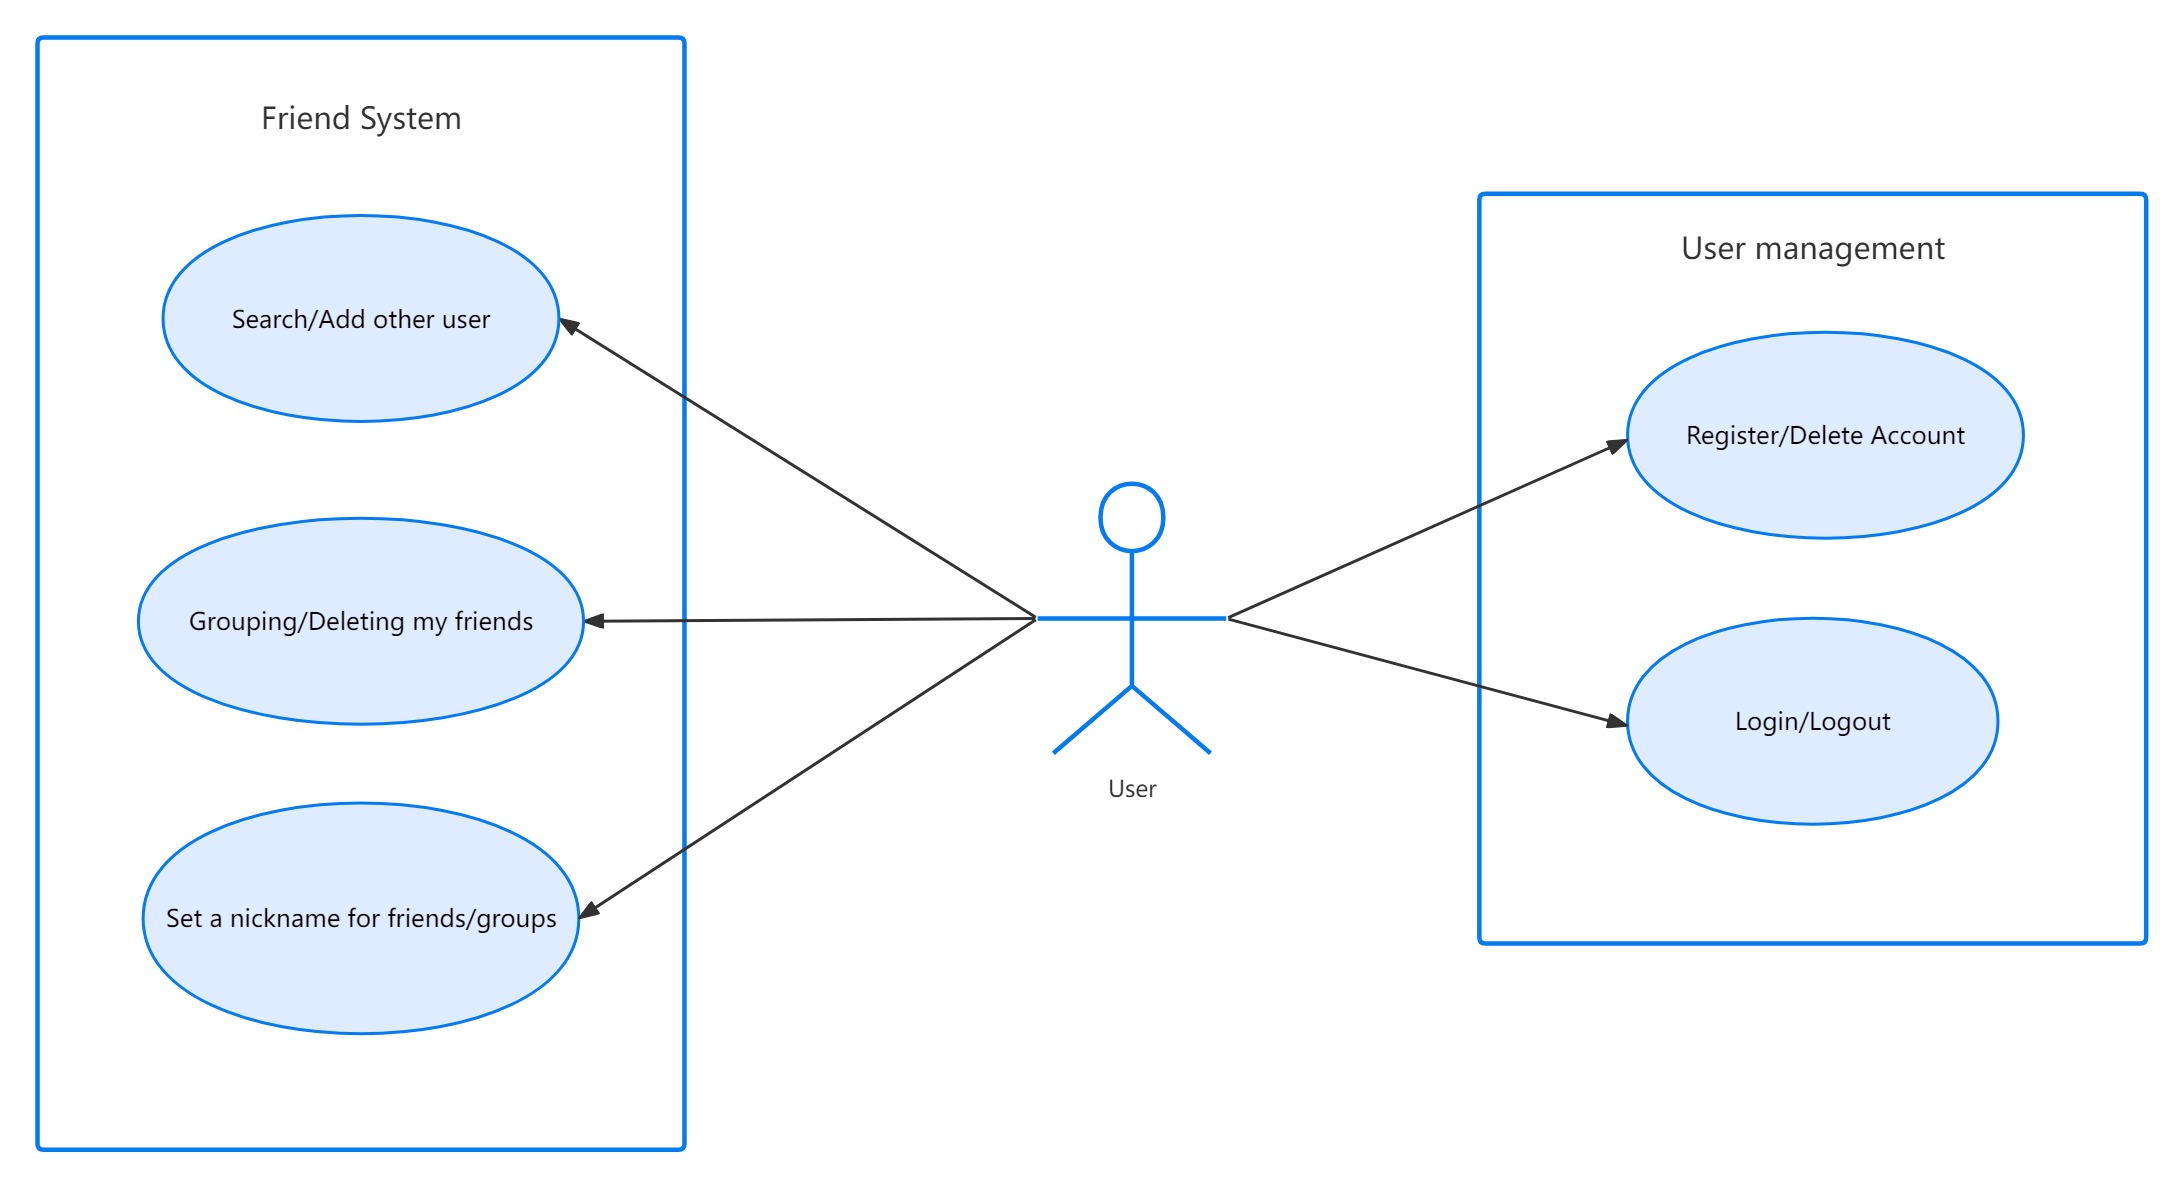 Friend System
Search/Add other user
Grouping/Deleting my friends
Set a nickname for friends/groups
User
User management
Register/Delete Account
Login/Logout